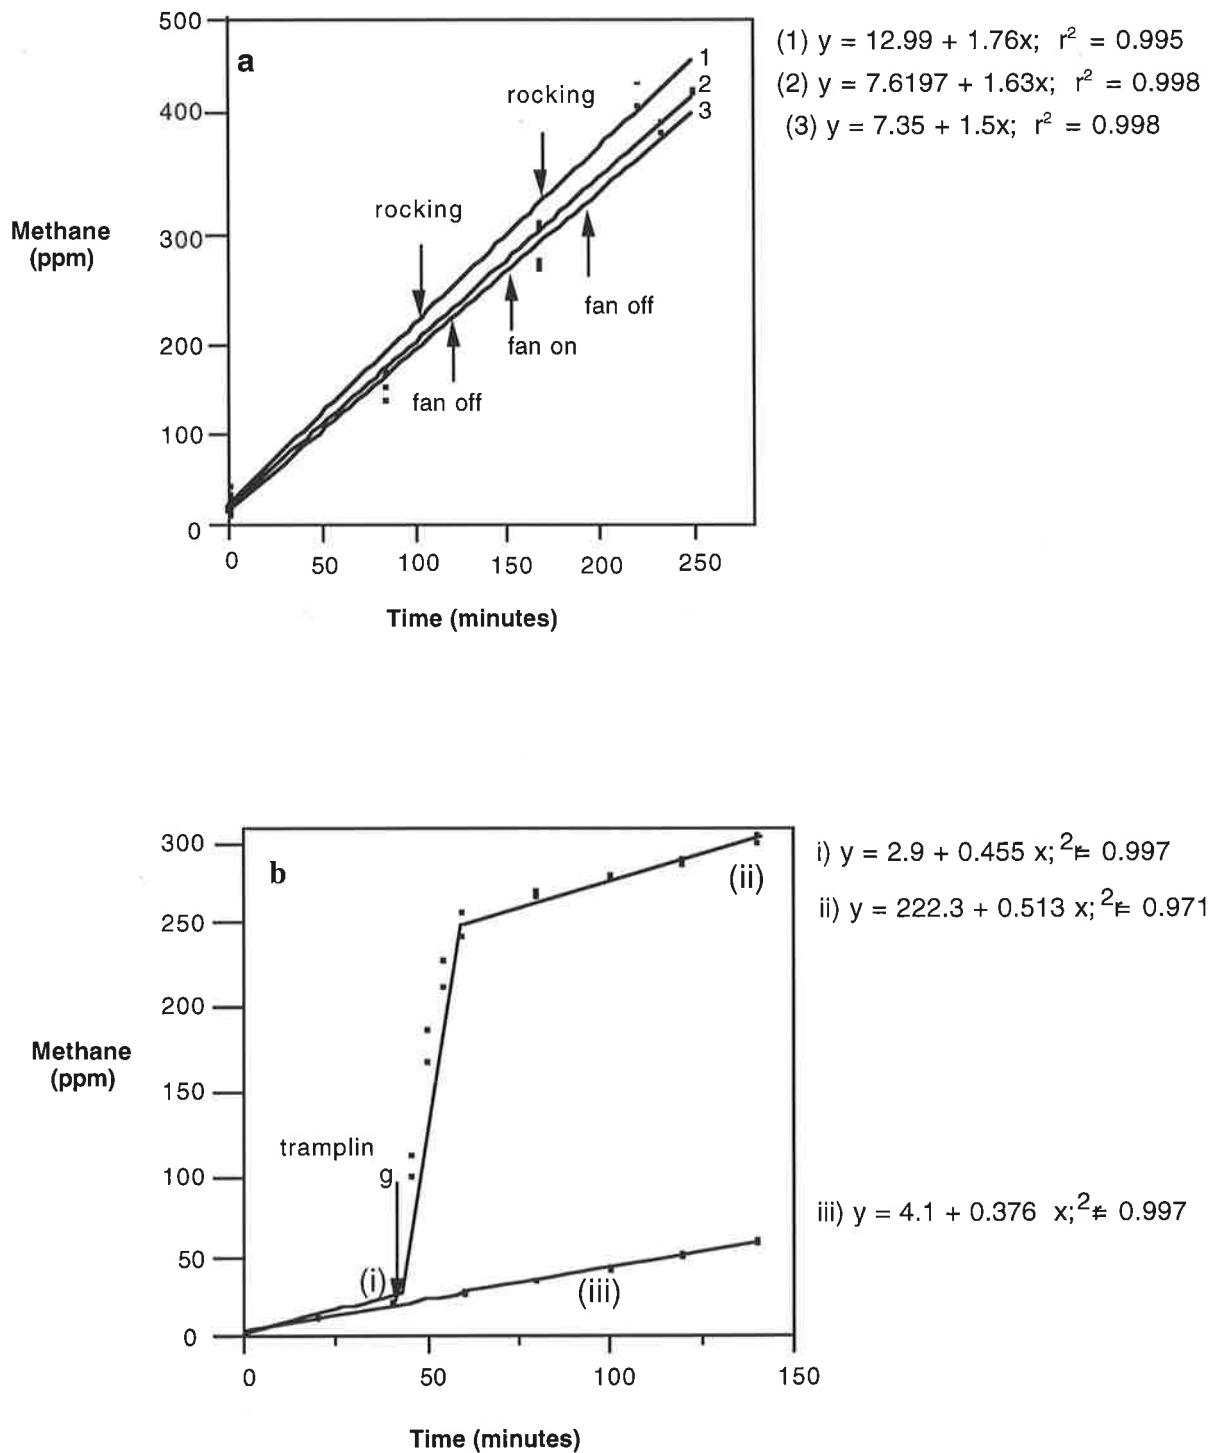 500
a
1
(1) y = 12.99 + 1.76x; r² = 0.995
2
(2) y = 7.6197 + 1.63x; r² = 0.998
rocking
400
3
(3) y = 7.35 + 1.5x; r² = 0.998
rocking
Methane
(ppm)
300
fan off
200
fan on
fan off
100
0
0 50 100 150 200 250
Time (minutes)
300
b
(ii)
i) y = 2.9 + 0.455 x; ²r= 0.997
ii) y = 222.3 + 0.513 x; ²r= 0.971
250
200
Methane
(ppm)
150
tramplin
g
100
iii) y = 4.1 + 0.376 x; ²r= 0.997
50
(i)
(iii)
0
0 50 100 150
Time (minutes)